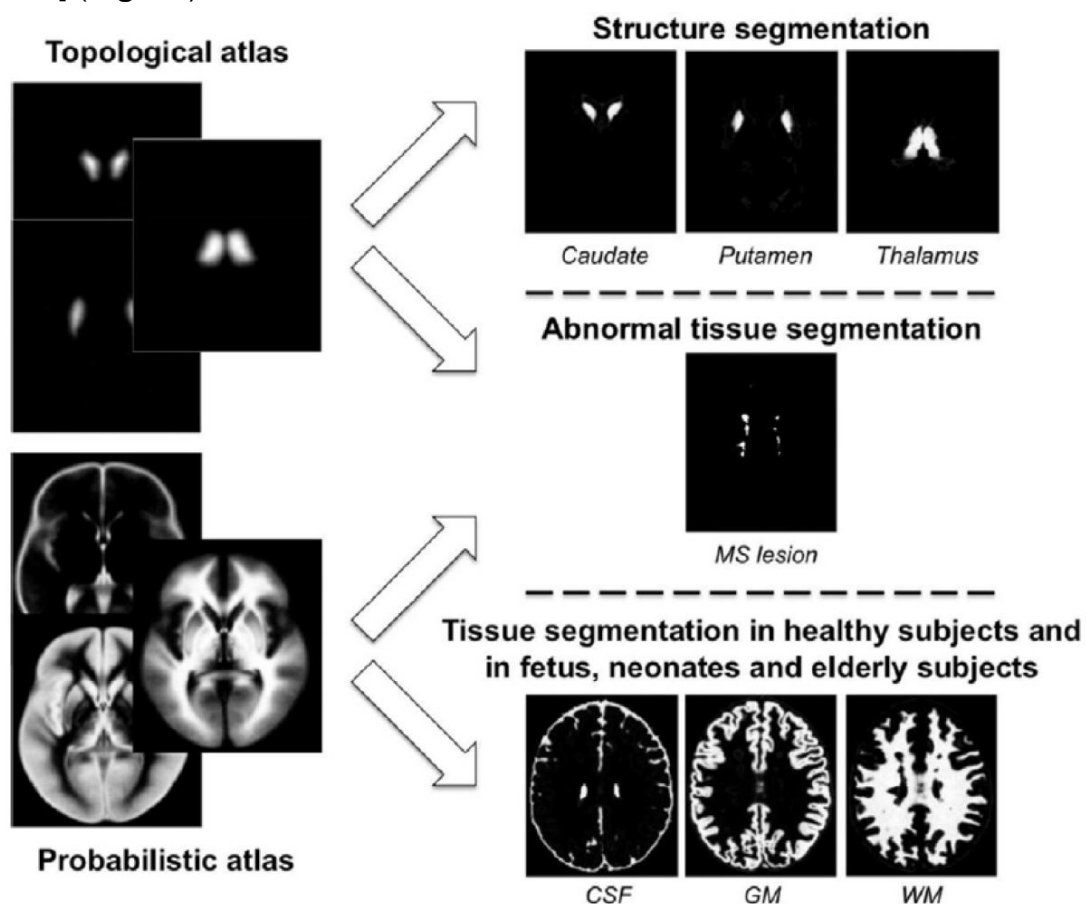 Topological atlas
Structure segmentation
Caudate
Putamen
Thalamus
Abnormal tissue segmentation
MS lesion
Tissue segmentation in healthy subjects and
in fetus, neonates and elderly subjects
Probabilistic atlas
CSF
GM
WM